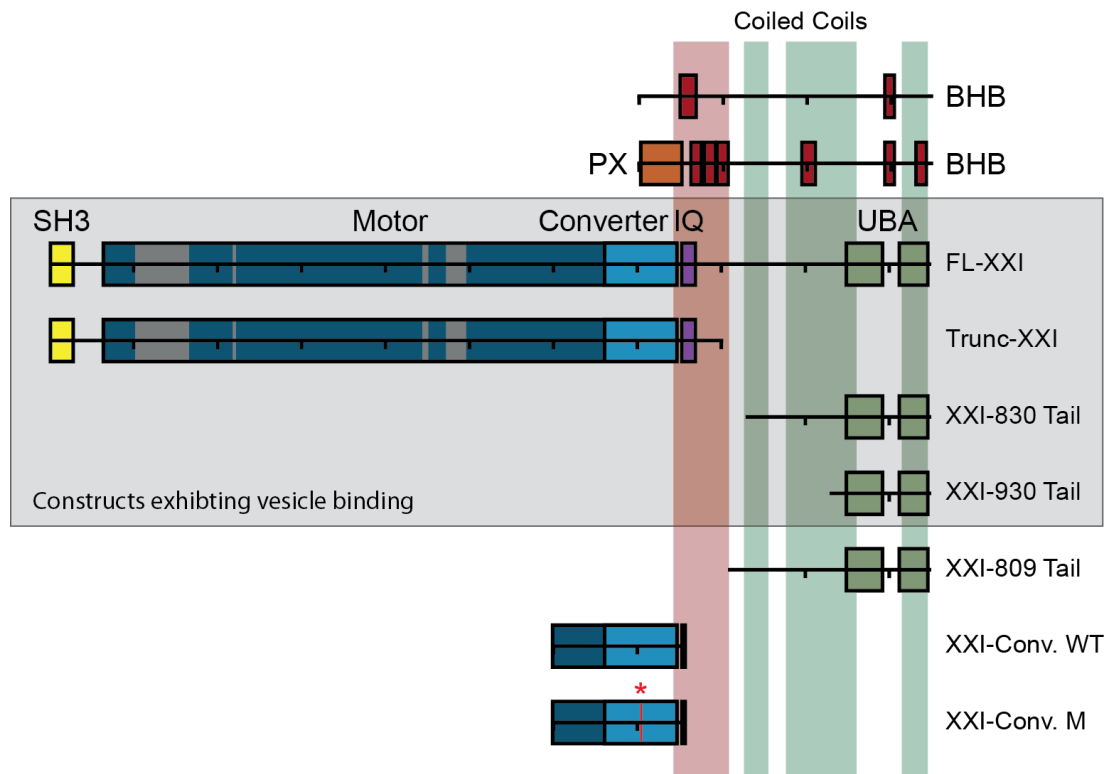 Coiled Coils
BHB
PX BHB
SH3 Motor Converter IQ UBA
FL-XXI
Trunc-XXI
XXI-830 Tail
XXI-930 Tail
Constructs exhibting vesicle binding
XXI-809 Tail
XXI-Conv. WT
*
XXI-Conv. M